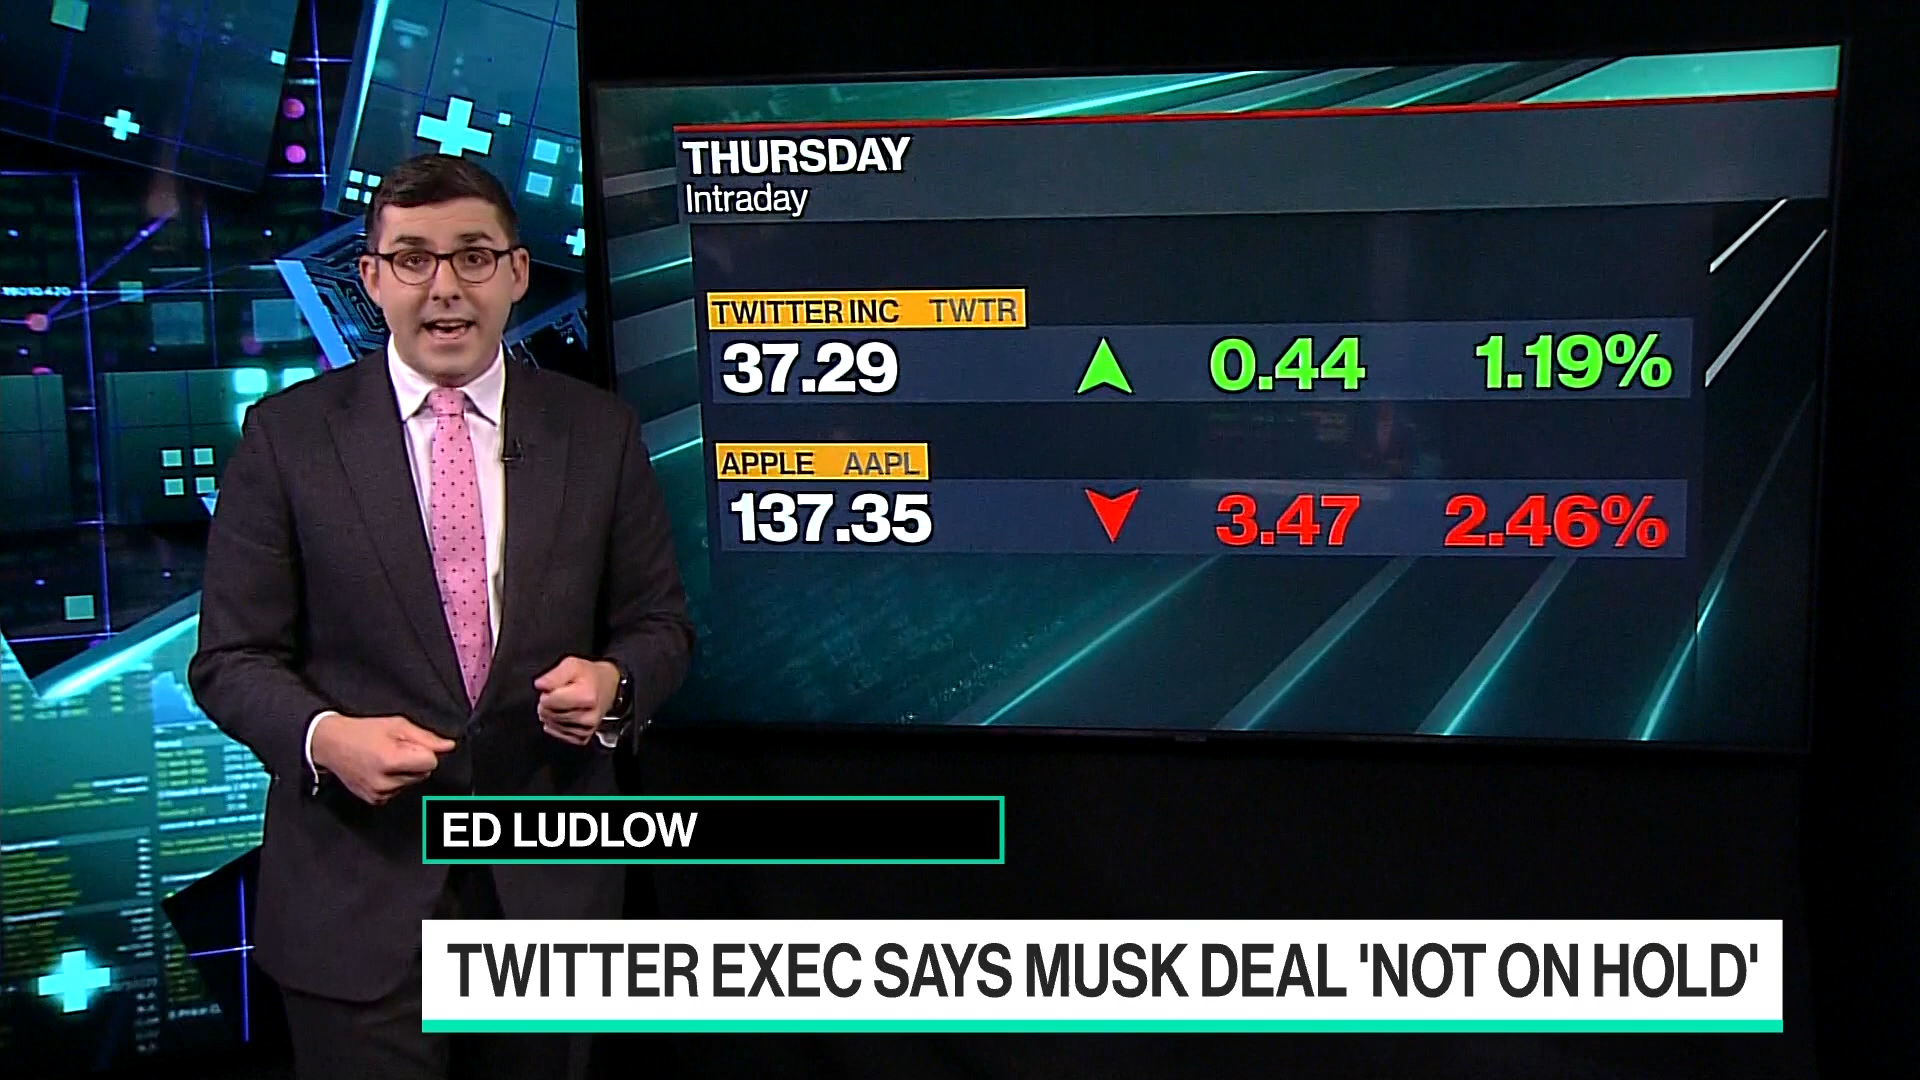 THURSDAY
Intraday
TWITTER INC TWTR
37.29 0.44 1.19%
APPLE AAPL
137.35 3.47 2.46%
ED LUDLOW
TWITTER EXEC SAYS MUSK DEAL 'NOT ON HOLD'